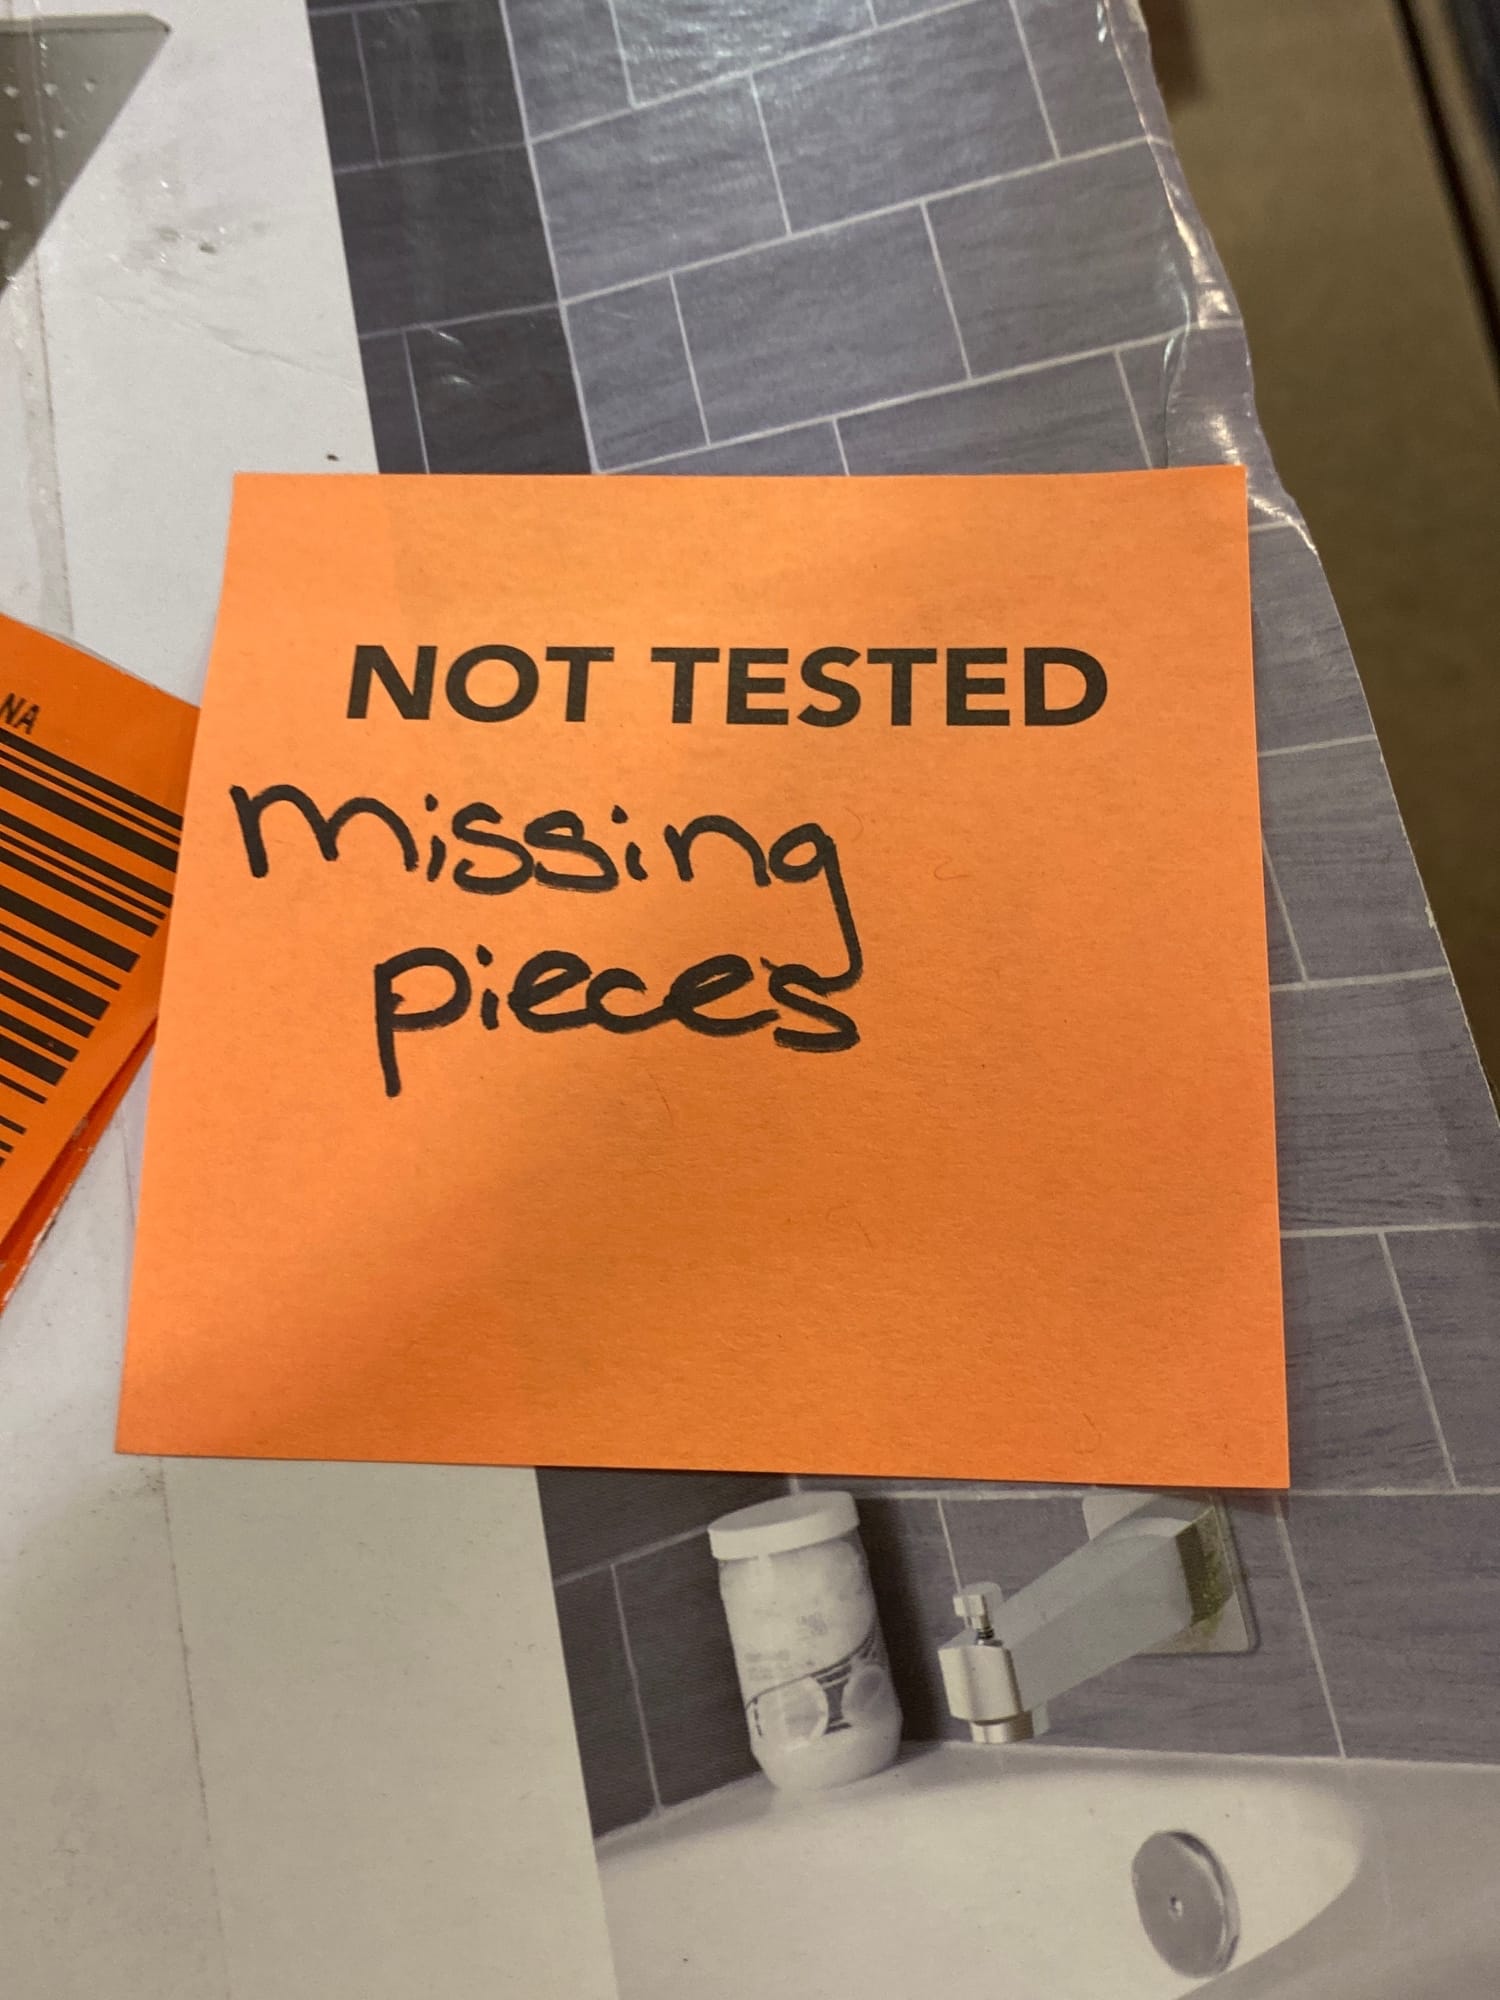 NOT TESTED
missing
pieces
NA